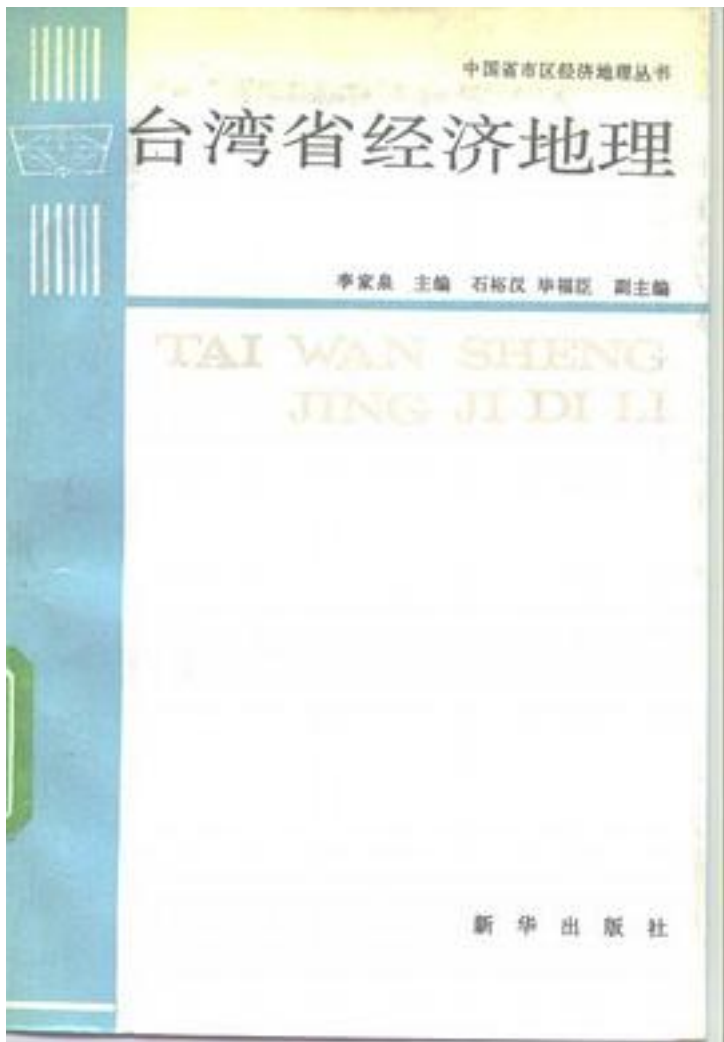 中国省市区经济地理丛书
台湾省经济地理
李家泉 主编 石裕汉 毕福臣 副主编
TAI WAN SHENG
JING JI DI LI
新华出版社